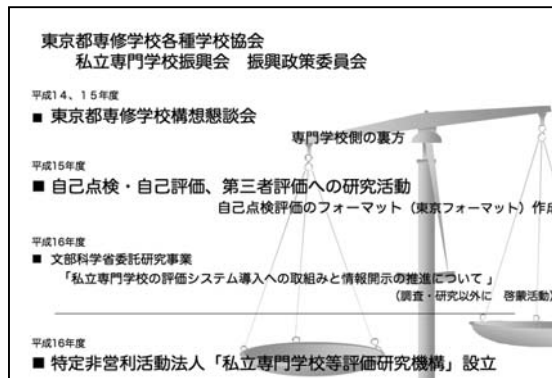 東京都専修学校各種学校協会
私立専門学校振興会 振興政策委員会
平成14、15年度
■ 東京都専修学校構想懇談会
専門学校側の裏方
平成15年度
■ 自己点検・自己評価、第三者評価への研究活動
自己点検評価のフォーマット（東京フォーマット）作成
平成16年度
■ 文部科学省委託研究事業
「私立専門学校の評価システム導入への取組みと情報開示の推進について 」
（調査・研究以外に 啓蒙活動）
平成16年度
■ 特定非営利活動法人「私立専門学校等評価研究機構」設立